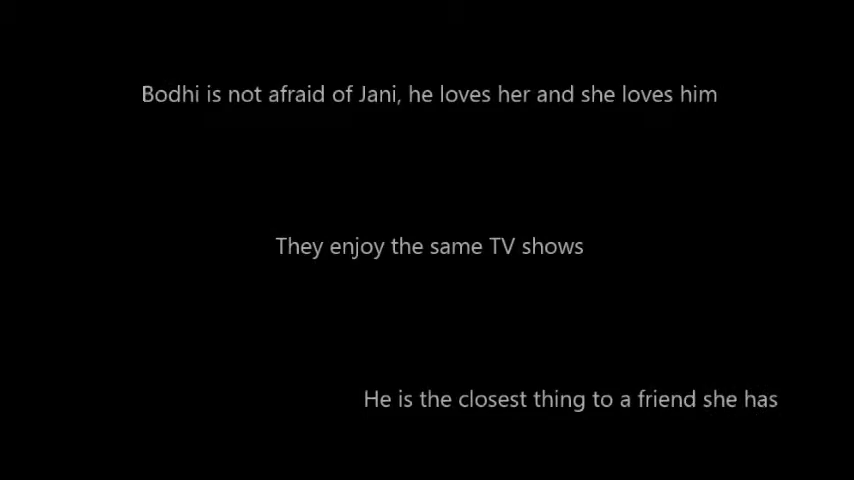 Bodhi is not afraid of Jani, he loves her and she loves him
They enjoy the same TV shows
He is the closest thing to a friend she has